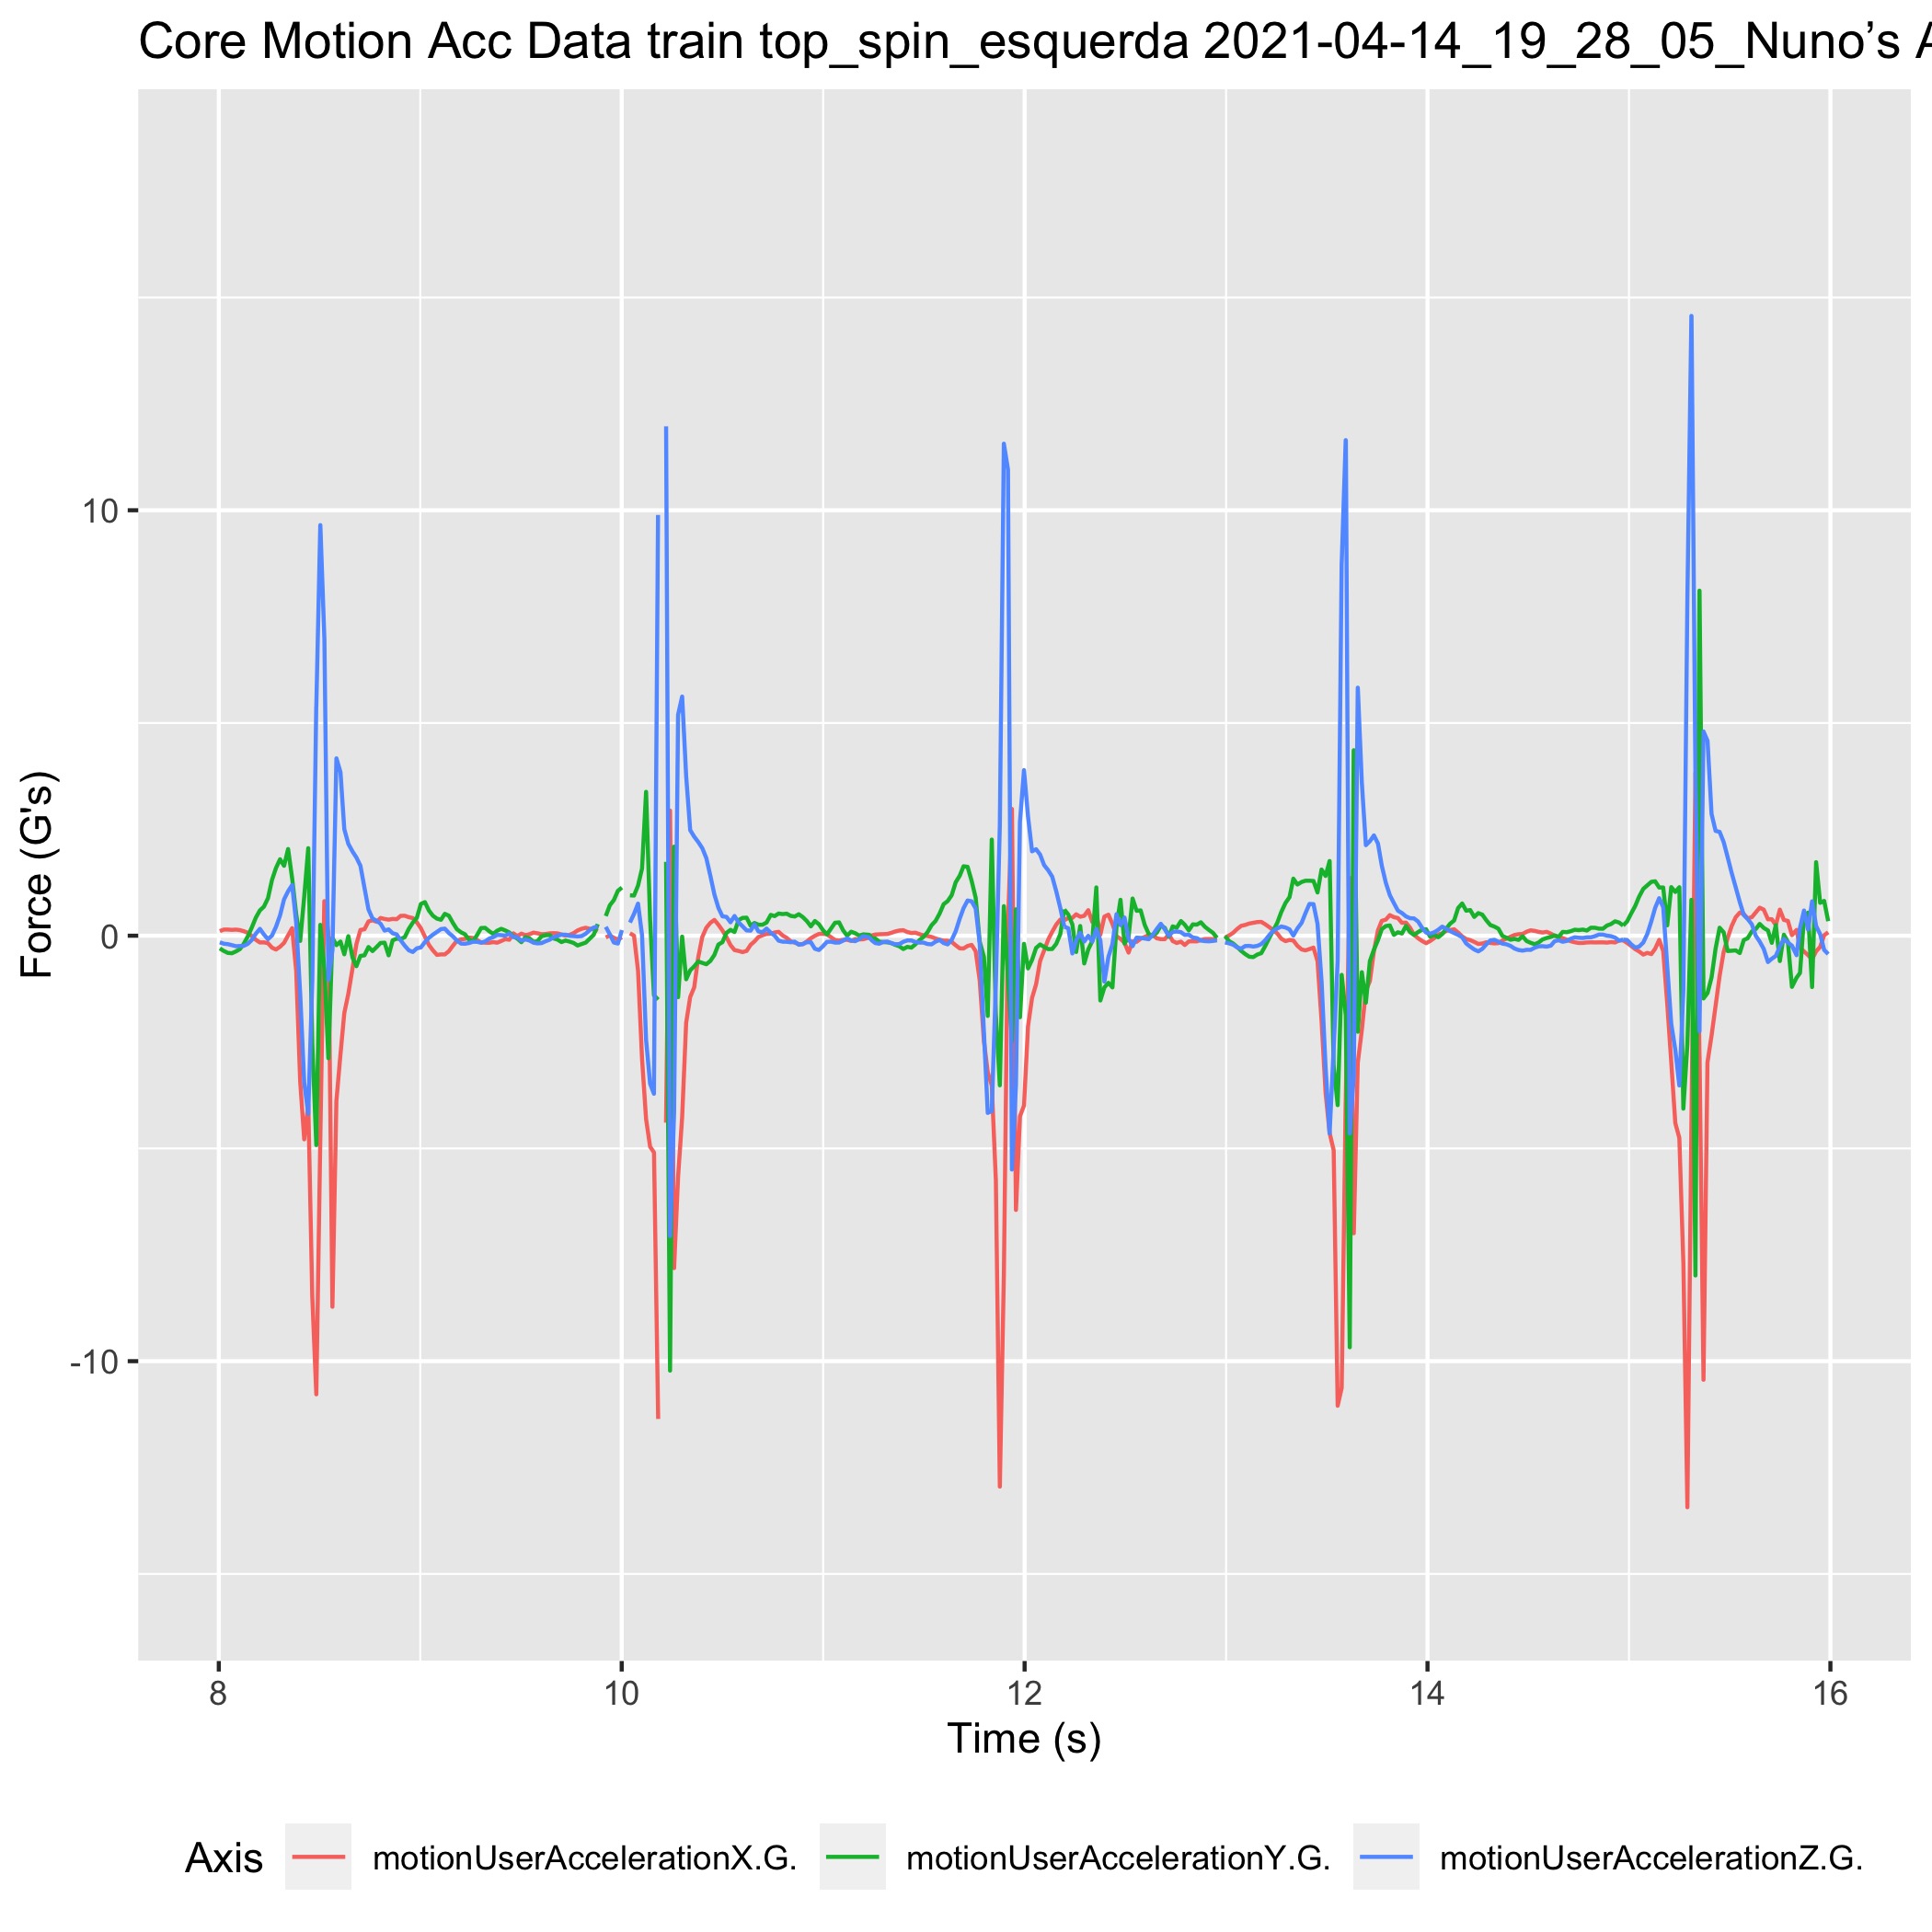 Core Motion Acc Data train top_spin_esquerda 2021-04-14_19_28_05_Nuno’s
Force (G's)
10
0
-10
8 10 12 14 16
Time (s)
Axis motionUserAccelerationX.G. motionUserAccelerationY.G. motionUserAccelerationZ.G.